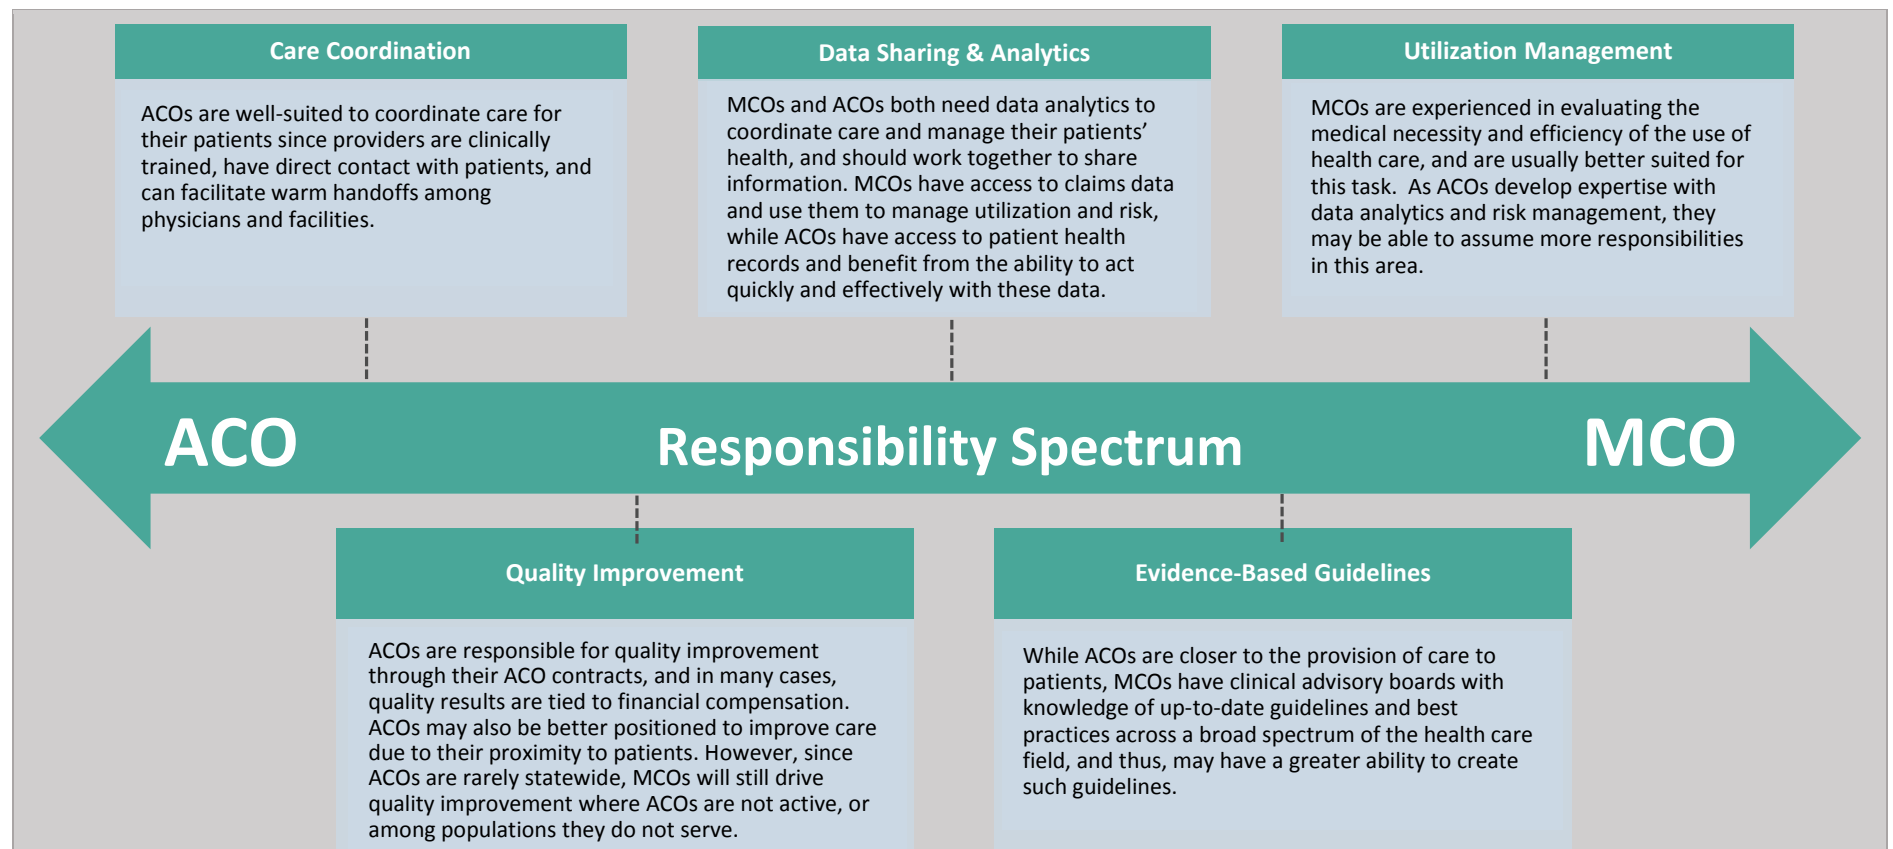 Care Coordination
ACOs are well-suited to coordinate care for
their patients since providers are clinically
trained, have direct contact with patients, and
can facilitate warm handoffs among
physicians and facilities.
Data Sharing & Analytics
MCOs and ACOs both need data analytics to
coordinate care and manage their patients’
health, and should work together to share
information. MCOs have access to claims data
and use them to manage utilization and risk,
while ACOs have access to patient health
records and benefit from the ability to act
quickly and effectively with these data.
Utilization Management
MCOs are experienced in evaluating the
medical necessity and efficiency of the use of
health care, and are usually better suited for
this task.  As ACOs develop expertise with
data analytics and risk management, they
may be able to assume more responsibilities
in this area.
ACO
Responsibility Spectrum
MCO
Quality Improvement
ACOs are responsible for quality improvement
through their ACO contracts, and in many cases,
quality results are tied to financial compensation.
ACOs may also be better positioned to improve care
due to their proximity to patients. However, since
ACOs are rarely statewide, MCOs will still drive
quality improvement where ACOs are not active, or
among populations they do not serve.
Evidence-Based Guidelines
While ACOs are closer to the provision of care to
patients, MCOs have clinical advisory boards with
knowledge of up-to-date guidelines and best
practices across a broad spectrum of the health care
field, and thus, may have a greater ability to create
such guidelines.